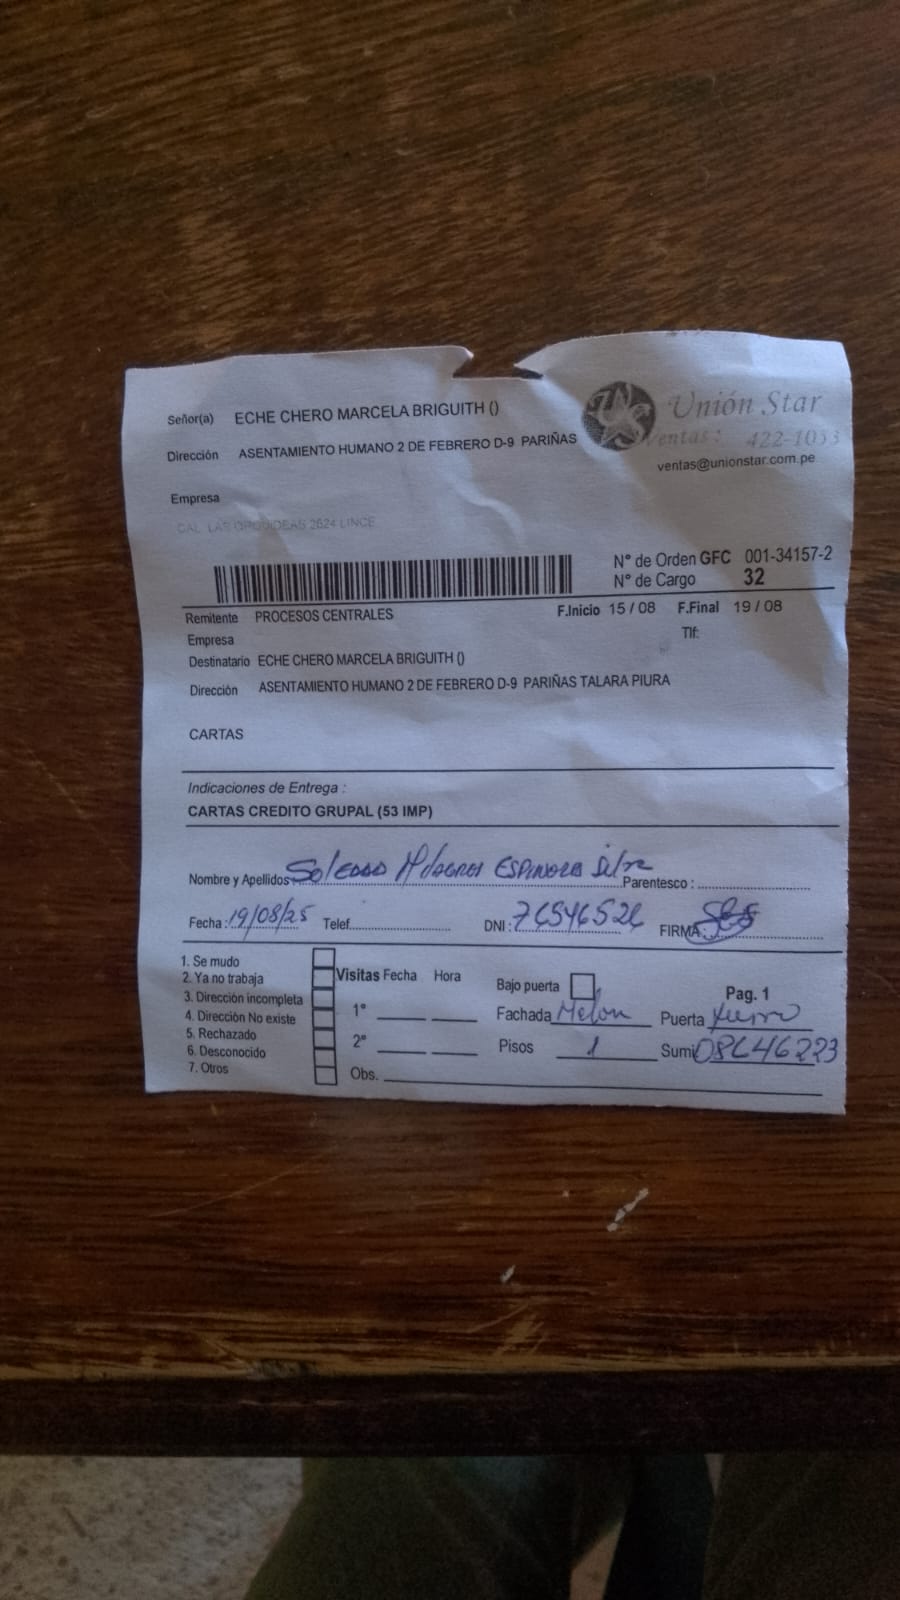 Señor(a) ECHE CHERO MARCELA BRIGUITH ()
Unión Star
Dirección ASENTAMIENTO HUMANO 2 DE FEBRERO D-9 PARIÑAS
Ventas: 422-1053
ventas@unionstar.com.pe
Empresa
CAL. LAS ORQUIDEAS 2624 LINCE
N° de Orden GFC 001-34157-2
N° de Cargo 32
Remitente PROCESOS CENTRALES F.Inicio 15 / 08 F.Final 19 / 08
Empresa Tlf:
Destinatario ECHE CHERO MARCELA BRIGUITH ()
Dirección ASENTAMIENTO HUMANO 2 DE FEBRERO D-9 PARIÑAS TALARA PIURA
CARTAS
Indicaciones de Entrega :
CARTAS CREDITO GRUPAL (53 IMP)
Nombre y Apellidos Soledad Milagros ESPINOZA Parentesco :
Fecha : 19/08/25 Telef. DNI : 76546526 FIRMA:
1. Se mudo
2. Ya no trabaja
3. Dirección incompleta
4. Dirección No existe
5. Rechazado
6. Desconocido
7. Otros
Visitas Fecha Hora
1°
2°
Obs.
Bajo puerta
Pag. 1
Fachada Melon Puerta
Pisos 1 Sumi